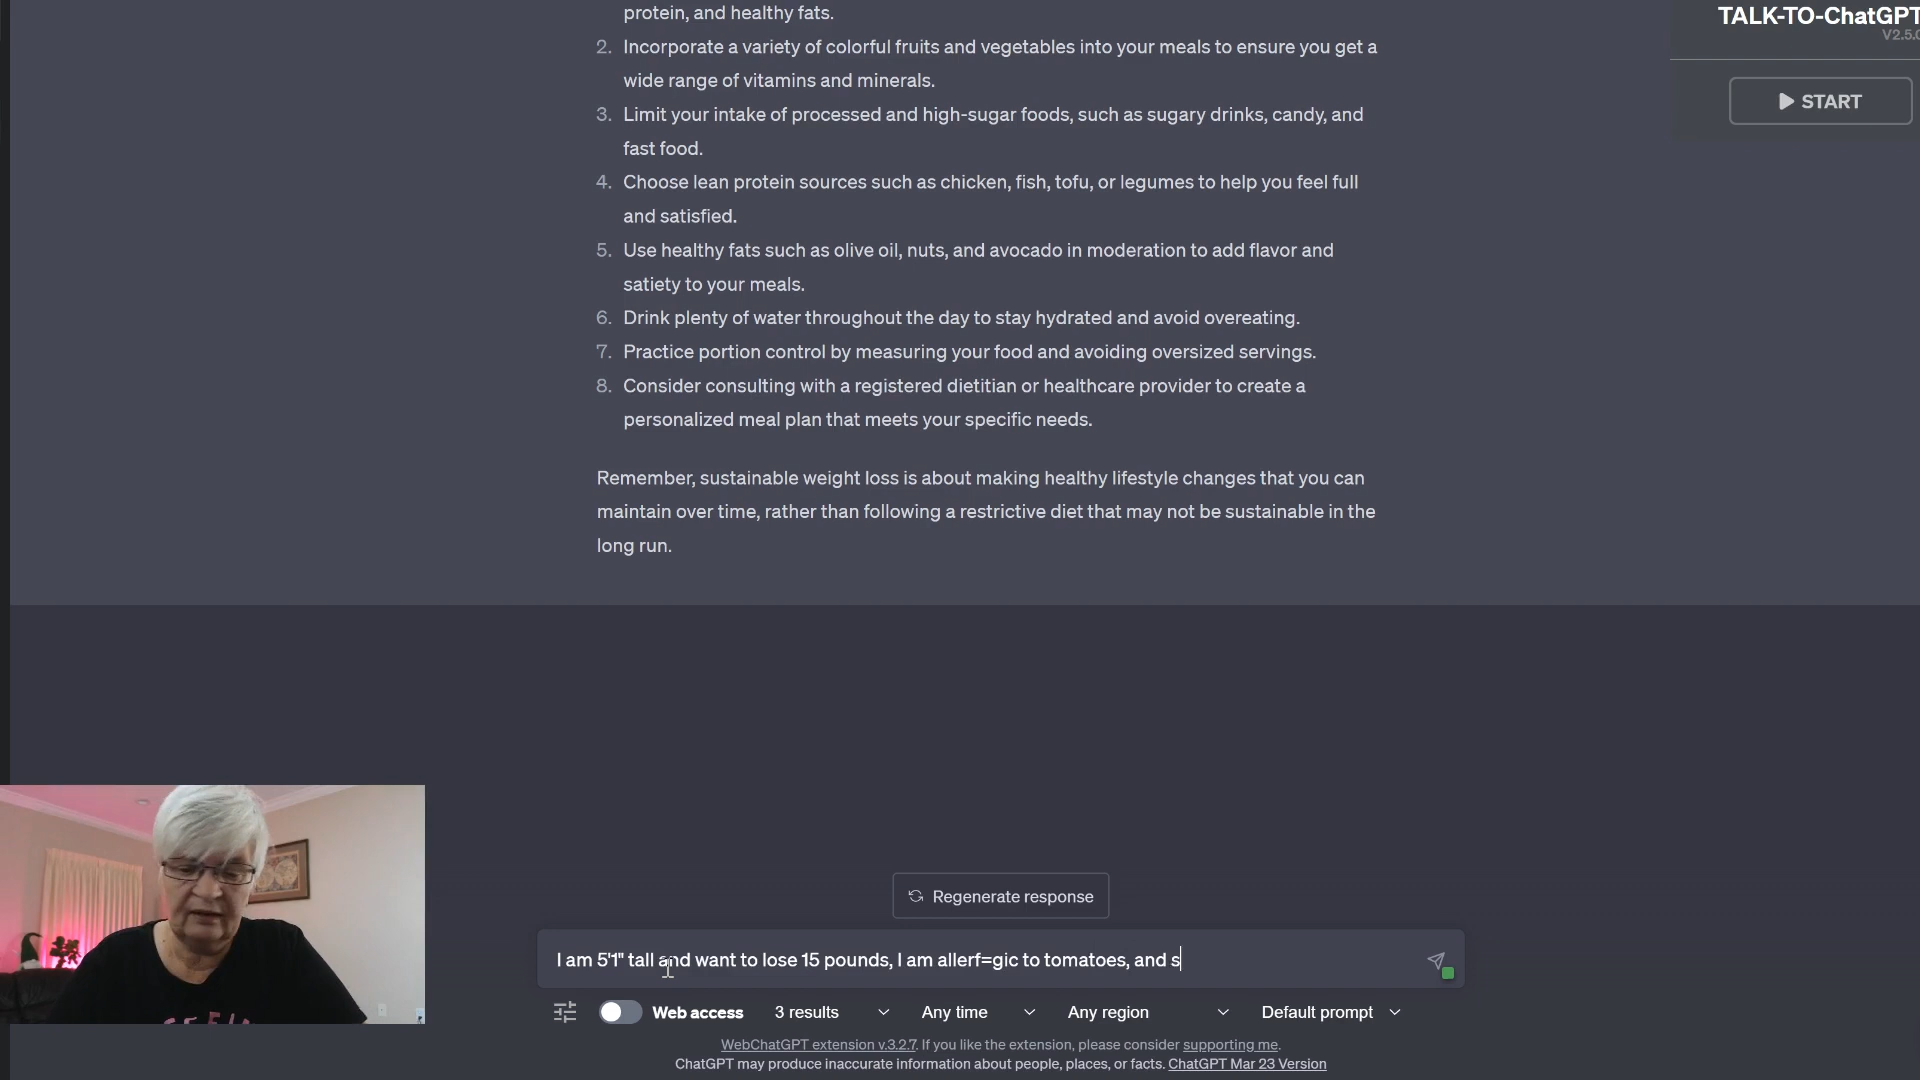 protein, and healthy fats.
2. Incorporate a variety of colorful fruits and vegetables into your meals to ensure you get a
wide range of vitamins and minerals.
3. Limit your intake of processed and high-sugar foods, such as sugary drinks, candy, and
fast food.
4. Choose lean protein sources such as chicken, fish, tofu, or legumes to help you feel full
and satisfied.
5. Use healthy fats such as olive oil, nuts, and avocado in moderation to add flavor and
satiety to your meals.
6. Drink plenty of water throughout the day to stay hydrated and avoid overeating.
7. Practice portion control by measuring your food and avoiding oversized servings.
8. Consider consulting with a registered dietitian or healthcare provider to create a
personalized meal plan that meets your specific needs.
Remember, sustainable weight loss is about making healthy lifestyle changes that you can
maintain over time, rather than following a restrictive diet that may not be sustainable in the
long run.
TALK-TO-ChatGPT
V2.5.0
START
Regenerate response
I am 5'1" tall and want to lose 15 pounds, I am allerf=gic to tomatoes, and s
Web access 3 results Any time Any region Default prompt
WebChatGPT extension v.3.2.7. If you like the extension, please consider supporting me.
ChatGPT may produce inaccurate information about people, places, or facts. ChatGPT Mar 23 Version